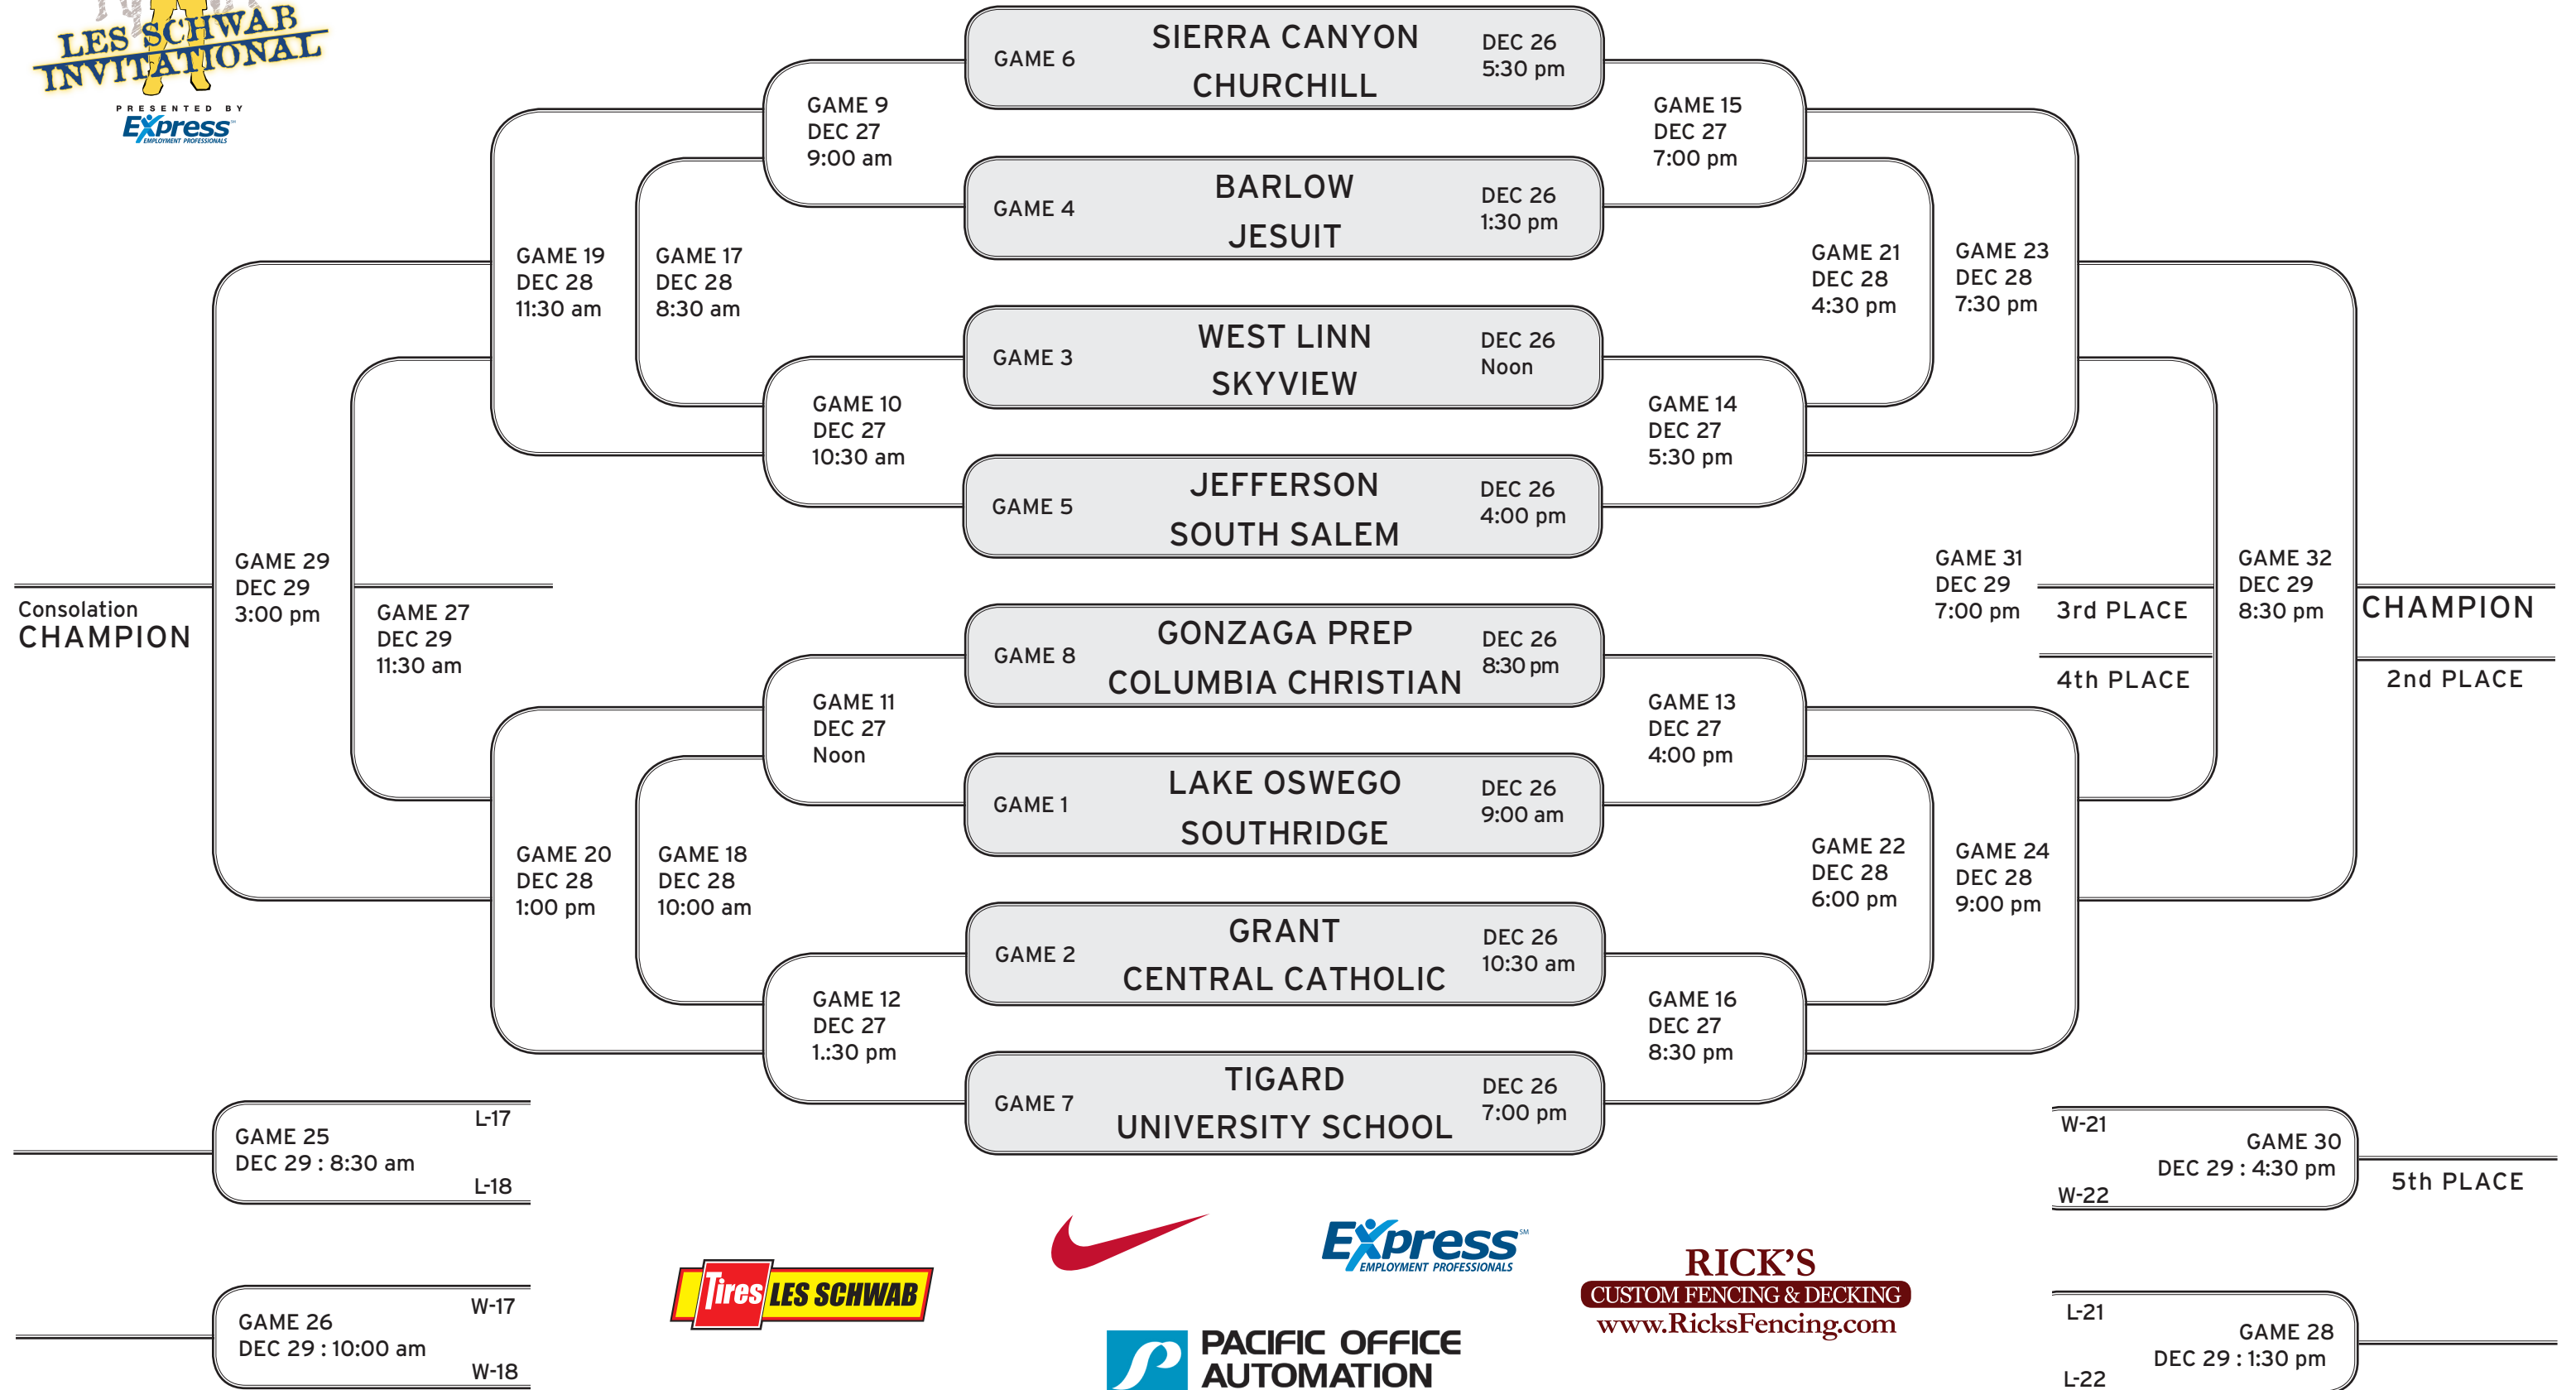 LES SCHWAB
INVITATIONAL
PRESENTED BY
Express
EMPLOYMENT PROFESSIONALS
GAME 6
SIERRA CANYON
CHURCHILL
DEC 26
5:30 pm
GAME 9
DEC 27
9:00 am
GAME 15
DEC 27
7:00 pm
GAME 4
BARLOW
JESUIT
DEC 26
1:30 pm
GAME 19
DEC 28
11:30 am
GAME 17
DEC 28
8:30 am
GAME 21
DEC 28
4:30 pm
GAME 23
DEC 28
7:30 pm
GAME 3
WEST LINN
SKYVIEW
DEC 26
Noon
GAME 10
DEC 27
10:30 am
GAME 14
DEC 27
5:30 pm
GAME 5
JEFFERSON
SOUTH SALEM
DEC 26
4:00 pm
Consolation
CHAMPION
GAME 29
DEC 29
3:00 pm
GAME 27
DEC 29
11:30 am
GAME 31
DEC 29
7:00 pm
3rd PLACE
4th PLACE
GAME 32
DEC 29
8:30 pm
CHAMPION
2nd PLACE
GAME 8
GONZAGA PREP
COLUMBIA CHRISTIAN
DEC 26
8:30 pm
GAME 11
DEC 27
Noon
GAME 13
DEC 27
4:00 pm
GAME 1
LAKE OSWEGO
SOUTHRIDGE
DEC 26
9:00 am
GAME 20
DEC 28
1:00 pm
GAME 18
DEC 28
10:00 am
GAME 22
DEC 28
6:00 pm
GAME 24
DEC 28
9:00 pm
GAME 2
GRANT
CENTRAL CATHOLIC
DEC 26
10:30 am
GAME 12
DEC 27
1.:30 pm
GAME 16
DEC 27
8:30 pm
GAME 7
TIGARD
UNIVERSITY SCHOOL
DEC 26
7:00 pm
L-17
GAME 25
DEC 29 : 8:30 am
L-18
W-21
GAME 30
DEC 29 : 4:30 pm
W-22
5th PLACE
W-17
GAME 26
DEC 29 : 10:00 am
W-18
Tires LES SCHWAB
Express SM
EMPLOYMENT PROFESSIONALS
PACIFIC OFFICE
AUTOMATION
RICK'S
CUSTOM FENCING & DECKING
www.RicksFencing.com
L-21
GAME 28
DEC 29 : 1:30 pm
L-22